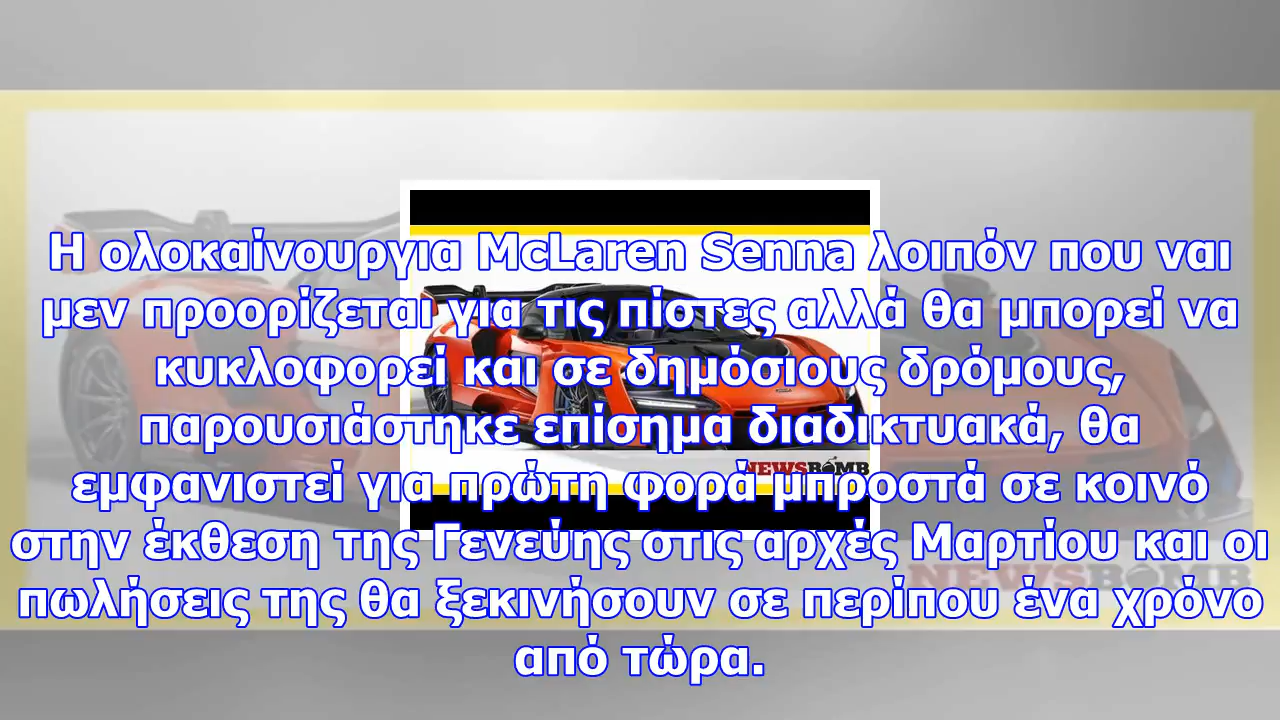 Η ολοκαίνουργια McLaren Senna λοιπόν που ναι
μεν προορίζεται για τις πίστες αλλά θα μπορεί να
κυκλοφορεί και σε δημόσιους δρόμους,
παρουσιάστηκε επίσημα διαδικτυακά, θα
εμφανιστεί για πρώτη φορά μπροστά σε κοινό
στην έκθεση της Γενεύης στις αρχές Μαρτίου και οι
πωλήσεις της θα ξεκινήσουν σε περίπου ένα χρόνο
από τώρα.
NEWSBOMB
NEWSBOMB